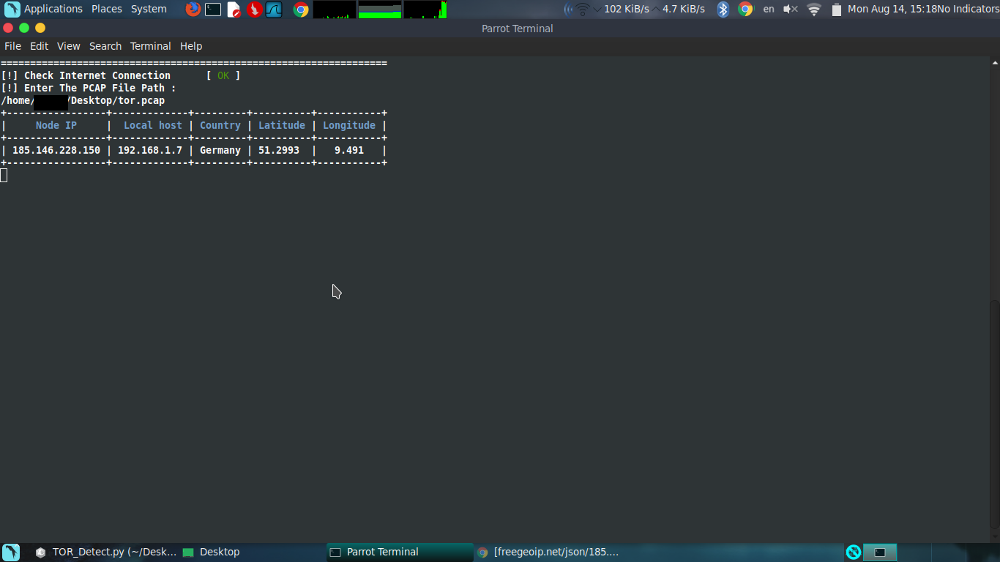 Applications Places System 102 KiB/s 4.7 KiB/s en Mon Aug 14, 15:18No Indicators
Parrot Terminal
File Edit View Search Terminal Help
==================================================================
[!] Check Internet Connection      [ OK ]
[!] Enter The PCAP File Path :
/home/ /Desktop/tor.pcap
+-----------------+-------------+---------+----------+-----------+
|     Node IP     |  Local host | Country | Latitude | Longitude |
+-----------------+-------------+---------+----------+-----------+
| 185.146.228.150 | 192.168.1.7 | Germany | 51.2993  |   9.491   |
+-----------------+-------------+---------+----------+-----------+
TOR_Detect.py (~/Desk... Desktop Parrot Terminal [freegeoip.net/json/185....